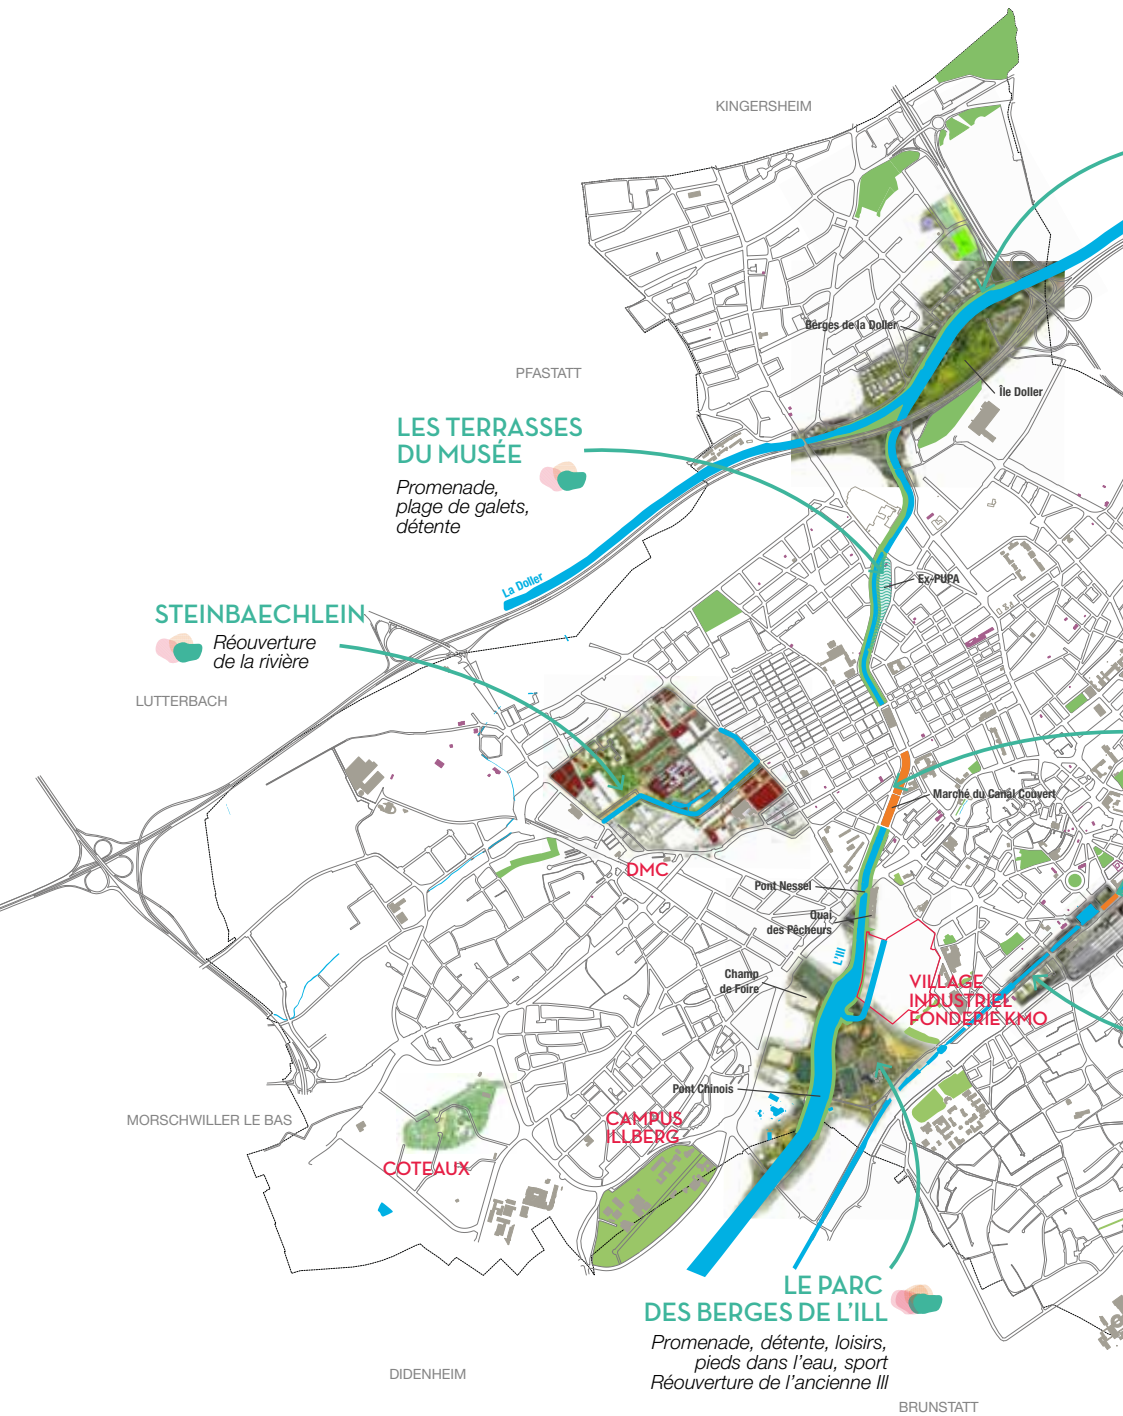 KINGERSHEIM
Berges de la Doller
PFASTATT
Île Doller
LES TERRASSES
DU MUSÉE
Promenade,
plage de galets,
détente
La Doller
Ex-PUPA
STEINBAECHLEIN
Réouverture
de la rivière
LUTTERBACH
Marché du Canal Couvert
DMC
Pont Nessel
Quai
des Pêcheurs
L'Ill
Champ
de Foire
VILLAGE
INDUSTRIEL
FONDERIE KMO
Pont Chinois
MORSCHWILLER LE BAS
CAMPUS
ILLBERG
COTEAUX
LE PARC
DES BERGES DE L'ILL
Promenade, détente, loisirs,
pieds dans l'eau, sport
Réouverture de l'ancienne Ill
DIDENHEIM
BRUNSTATT